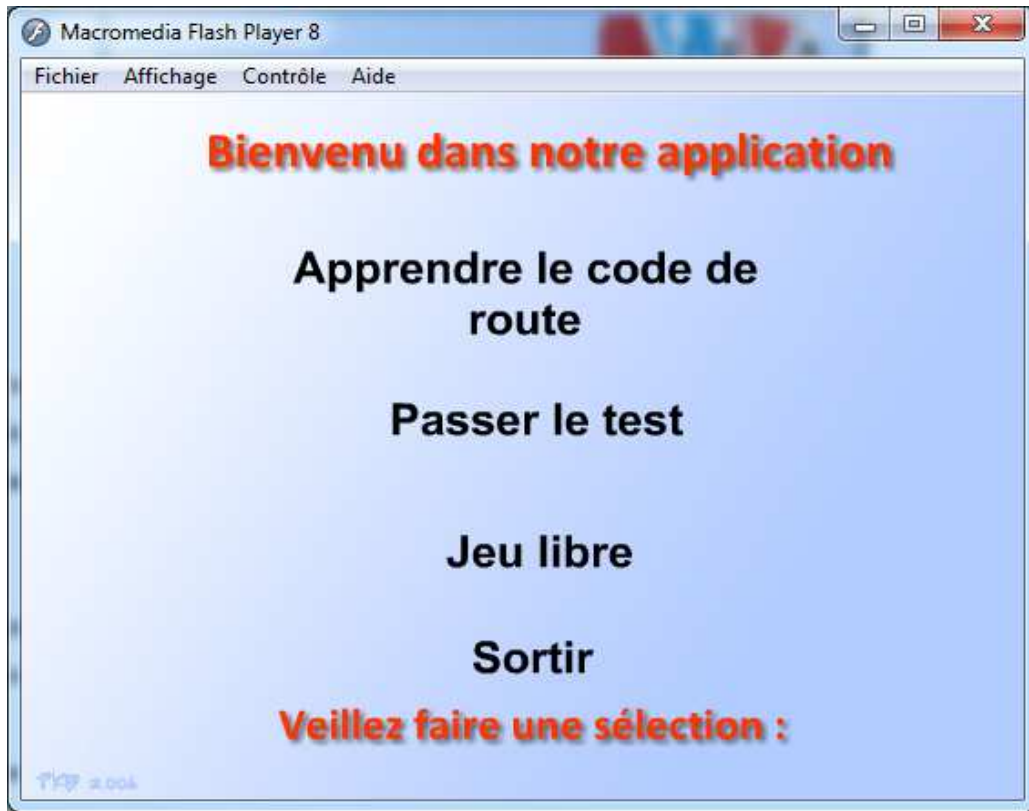 Macromedia Flash Player 8
Fichier Affichage Contrôle Aide
Bienvenu dans notre application
Apprendre le code de
route
Passer le test
Jeu libre
Sortir
Veillez faire une sélection :